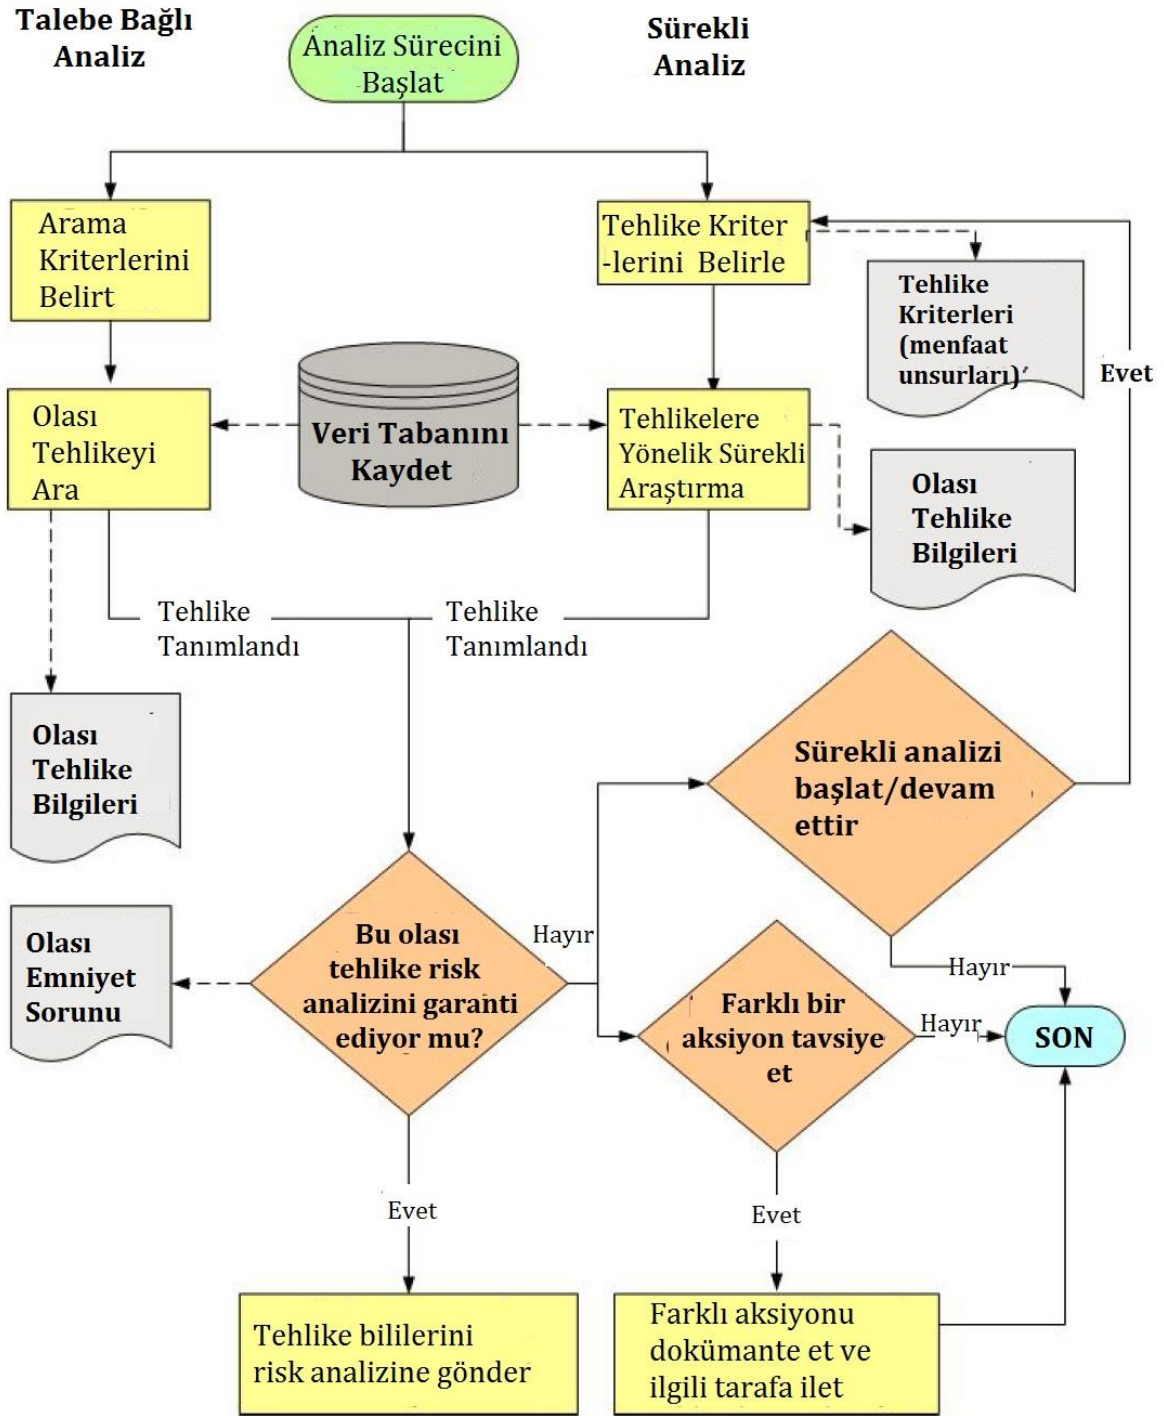 Talebe Bağlı
Analiz
Analiz Sürecini
Başlat
Sürekli
Analiz
Arama
Kriterlerini
Belirt
Tehlike Kriter
-lerini Belirle
Tehlike
Kriterleri
(menfaat
unsurları)’
Evet
Olası
Tehlikeyi
Ara
Veri Tabanını
Kaydet
Tehlikelere
Yönelik Sürekli
Araştırma
Olası
Tehlike
Bilgileri
Tehlike
Tanımlandı
Tehlike
Tanımlandı
Olası
Tehlike
Bilgileri
Sürekli analizi
başlat/devam
ettir
Olası
Emniyet
Sorunu
Bu olası
tehlike risk
analizini garanti
ediyor mu?
Hayır
Farklı bir
aksiyon tavsiye
et
Hayır
Hayır
SON
Evet
Evet
Tehlike bililerini
risk analizine gönder
Farklı aksiyonu
dokümante et ve
ilgili tarafa ilet